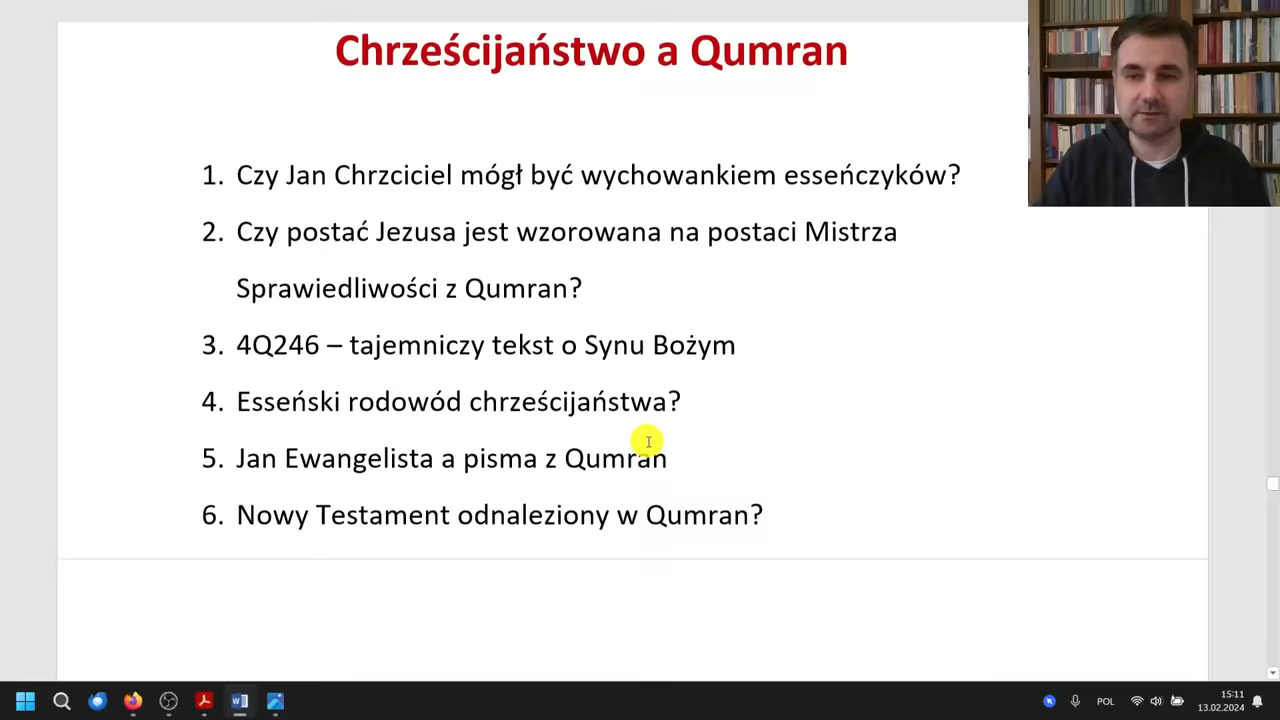 Chrześcijaństwo a Qumran
1. Czy Jan Chrzciciel mógł być wychowankiem esseńczyków?
2. Czy postać Jezusa jest wzorowana na postaci Mistrza
Sprawiedliwości z Qumran?
3. 4Q246 – tajemniczy tekst o Synu Bożym
4. Esseński rodowód chrześcijaństwa?
5. Jan Ewangelista a pisma z Qumran
6. Nowy Testament odnaleziony w Qumran?
POL
15:11
13.02.2024